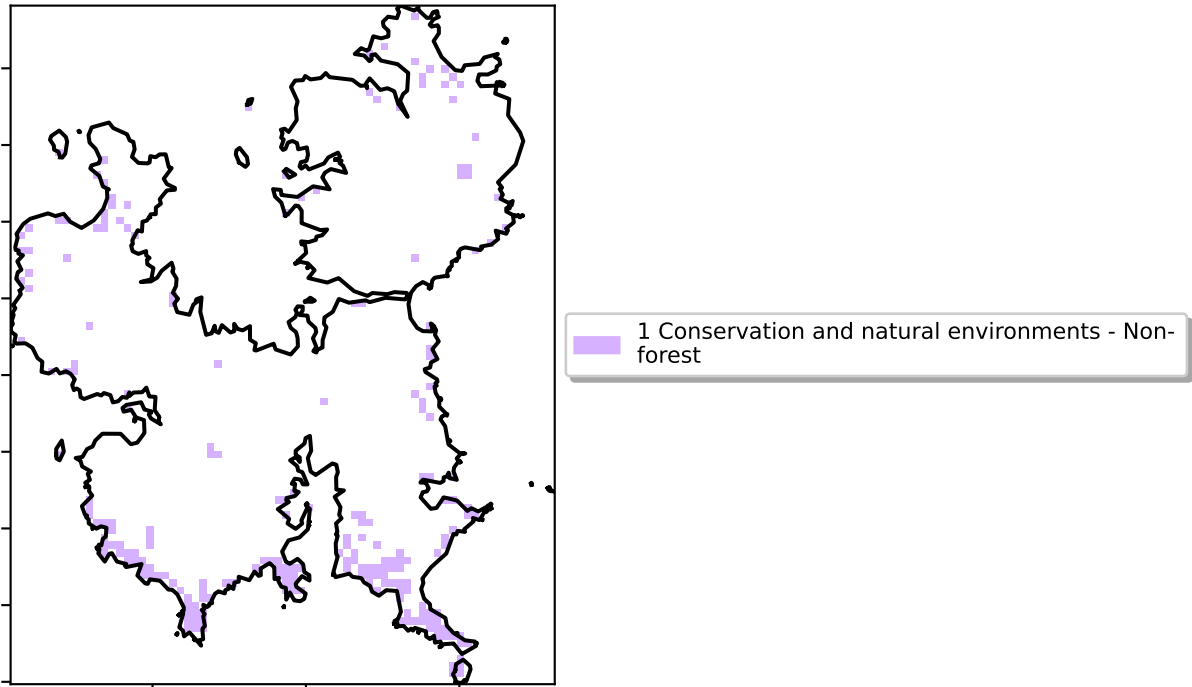 1 Conservation and natural environments - Non-
forest